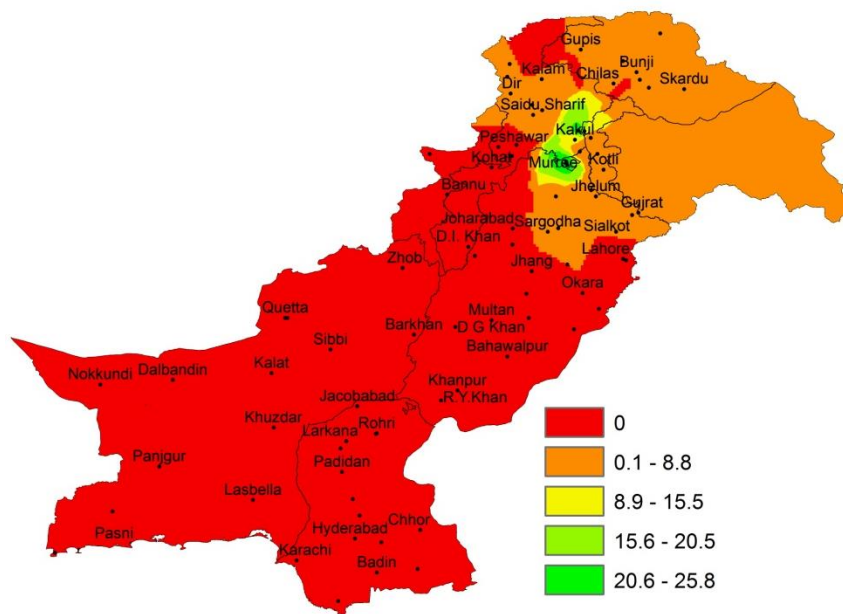 Gupis
Kalam
Chilas
Bunji
Skardu
Dir
Saidu Sharif
Kakul
Peshawar
Kohat
Murree
Kotli
Bannu
Jhelum
Gujrat
Joharabad
Sargodha
Sialkot
D.I. Khan
Lahore
Zhob
Jhang
Okara
Quetta
Multan
Barkhan
D G Khan
Sibbi
Bahawalpur
Nokkundi
Dalbandin
Kalat
Khanpur
R.Y.Khan
Jacobabad
Khuzdar
Rohri
Larkana
Panjgur
Padidan
Lasbella
Pasni
Hyderabad
Chhor
Karachi
Badin
0
0.1 - 8.8
8.9 - 15.5
15.6 - 20.5
20.6 - 25.8